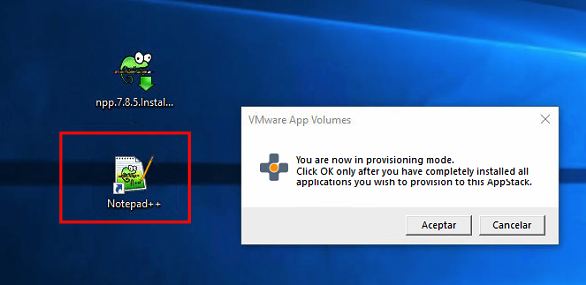 npp.7.8.5.Instal...
Notepad++
VMware App Volumes
You are now in provisioning mode.
Click OK only after you have completely installed all
applications you wish to provision to this AppStack.
Aceptar
Cancelar